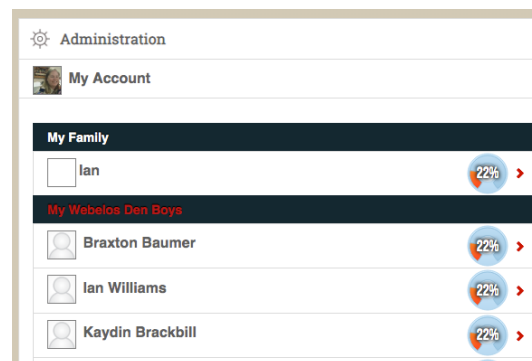 Administration
My Account
My Family
Ian 22%
My Webelos Den Boys
Braxton Baumer 22%
Ian Williams 22%
Kaydin Brackbill 22%